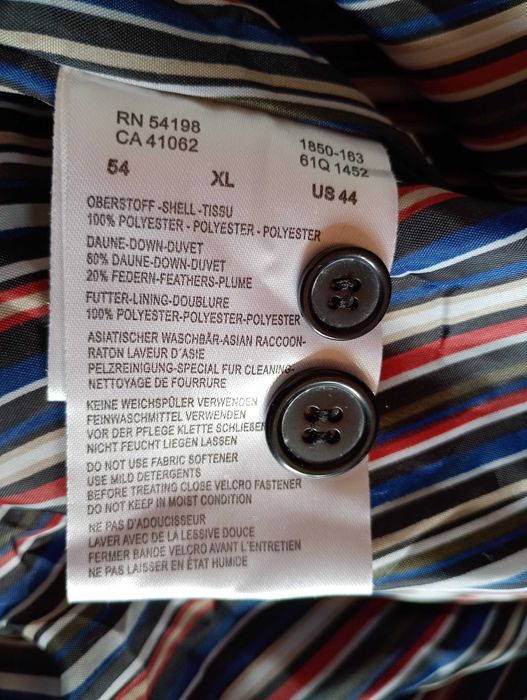 RN 54198
CA 41062
1850-163
61Q 1452
54 XL US 44
OBERSTOFF -SHELL -TISSU
100% POLYESTER - POLYESTER - POLYESTER
DAUNE-DOWN-DUVET
80% DAUNE-DOWN-DUVET
20% FEDERN-FEATHERS-PLUME
FUTTER-LINING-DOUBLURE
100% POLYESTER-POLYESTER-POLYESTER
ASIATISCHER WASCHBÄR-ASIAN RACCOON-
RATON LAVEUR D´ASIE
PELZREINIGUNG-SPECIAL FUR CLEANING-
NETTOYAGE DE FOURRURE
KEINE WEICHSPÜLER VERWENDEN
FEINWASCHMITTEL VERWENDEN
VOR DER PFLEGE KLETTE SCHLIEßEN
NICHT FEUCHT LIEGEN LASSEN
DO NOT USE FABRIC SOFTENER
USE MILD DETERGENTS
BEFORE TREATING CLOSE VELCRO FASTENER
DO NOT KEEP IN MOIST CONDITION
NE PAS D'ADOUCISSEUR
LAVER AVEC DE LA LESSIVE DOUCE
FERMER BANDE VELCRO AVANT L'ENTRETIEN
NE PAS LAISSER EN ÉTAT HUMIDE